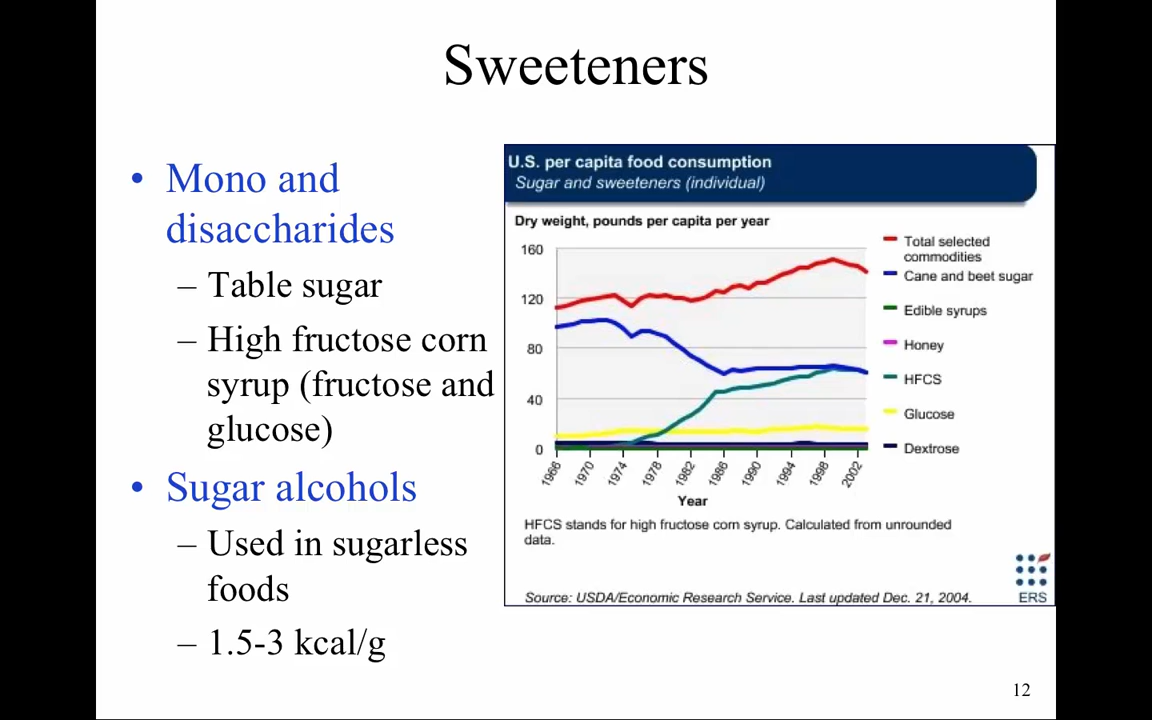 Sweeteners
• Mono and
disaccharides
– Table sugar
– High fructose corn
syrup (fructose and
glucose)
• Sugar alcohols
– Used in sugarless
foods
– 1.5-3 kcal/g
U.S. per capita food consumption
Sugar and sweeteners (individual)
Dry weight, pounds per capita per year
160
120
80
40
0
1966
1970
1974
1978
1982
1986
1990
1994
1998
2002
Year
Total selected
commodities
Cane and beet sugar
Edible syrups
Honey
HFCS
Glucose
Dextrose
HFCS stands for high fructose corn syrup. Calculated from unrounded
data.
ERS
Source: USDA/Economic Research Service. Last updated Dec. 21, 2004.
12